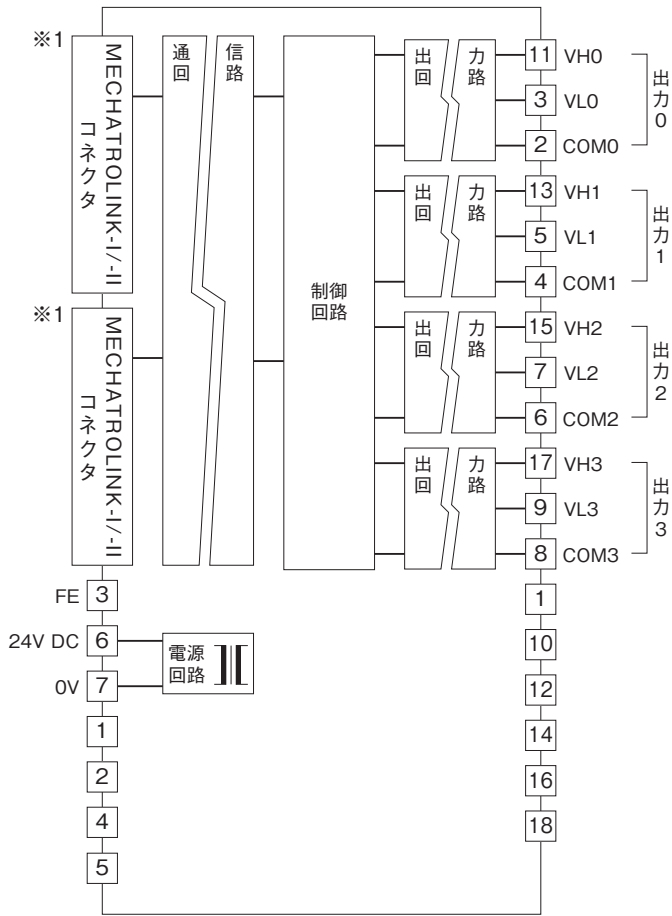 ※1
MECHATROLINK-I/-II
コネクタ
※1
MECHATROLINK-I/-II
コネクタ
通信
回路
制御
回路
出力
回路
11 VH0
3 VL0
2 COM0
出力0
出力
回路
13 VH1
5 VL1
4 COM1
出力1
出力
回路
15 VH2
7 VL2
6 COM2
出力2
出力
回路
17 VH3
9 VL3
8 COM3
出力3
1
10
12
14
16
18
FE 3
24V DC 6
0V 7
電源
回路
1
2
4
5